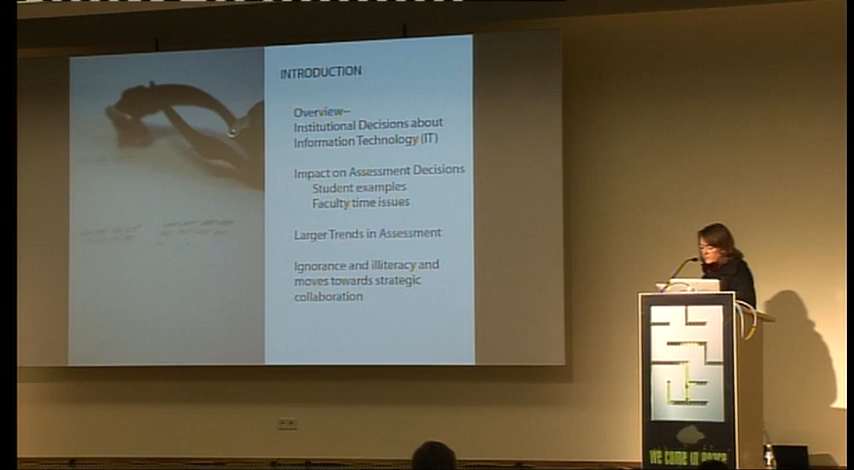 INTRODUCTION
Overview–
Institutional Decisions about
Information Technology (IT)
Impact on Assessment Decisions
Student examples
Faculty time issues
Larger Trends in Assessment
Ignorance and illiteracy and
moves towards strategic
collaboration
we come in peace